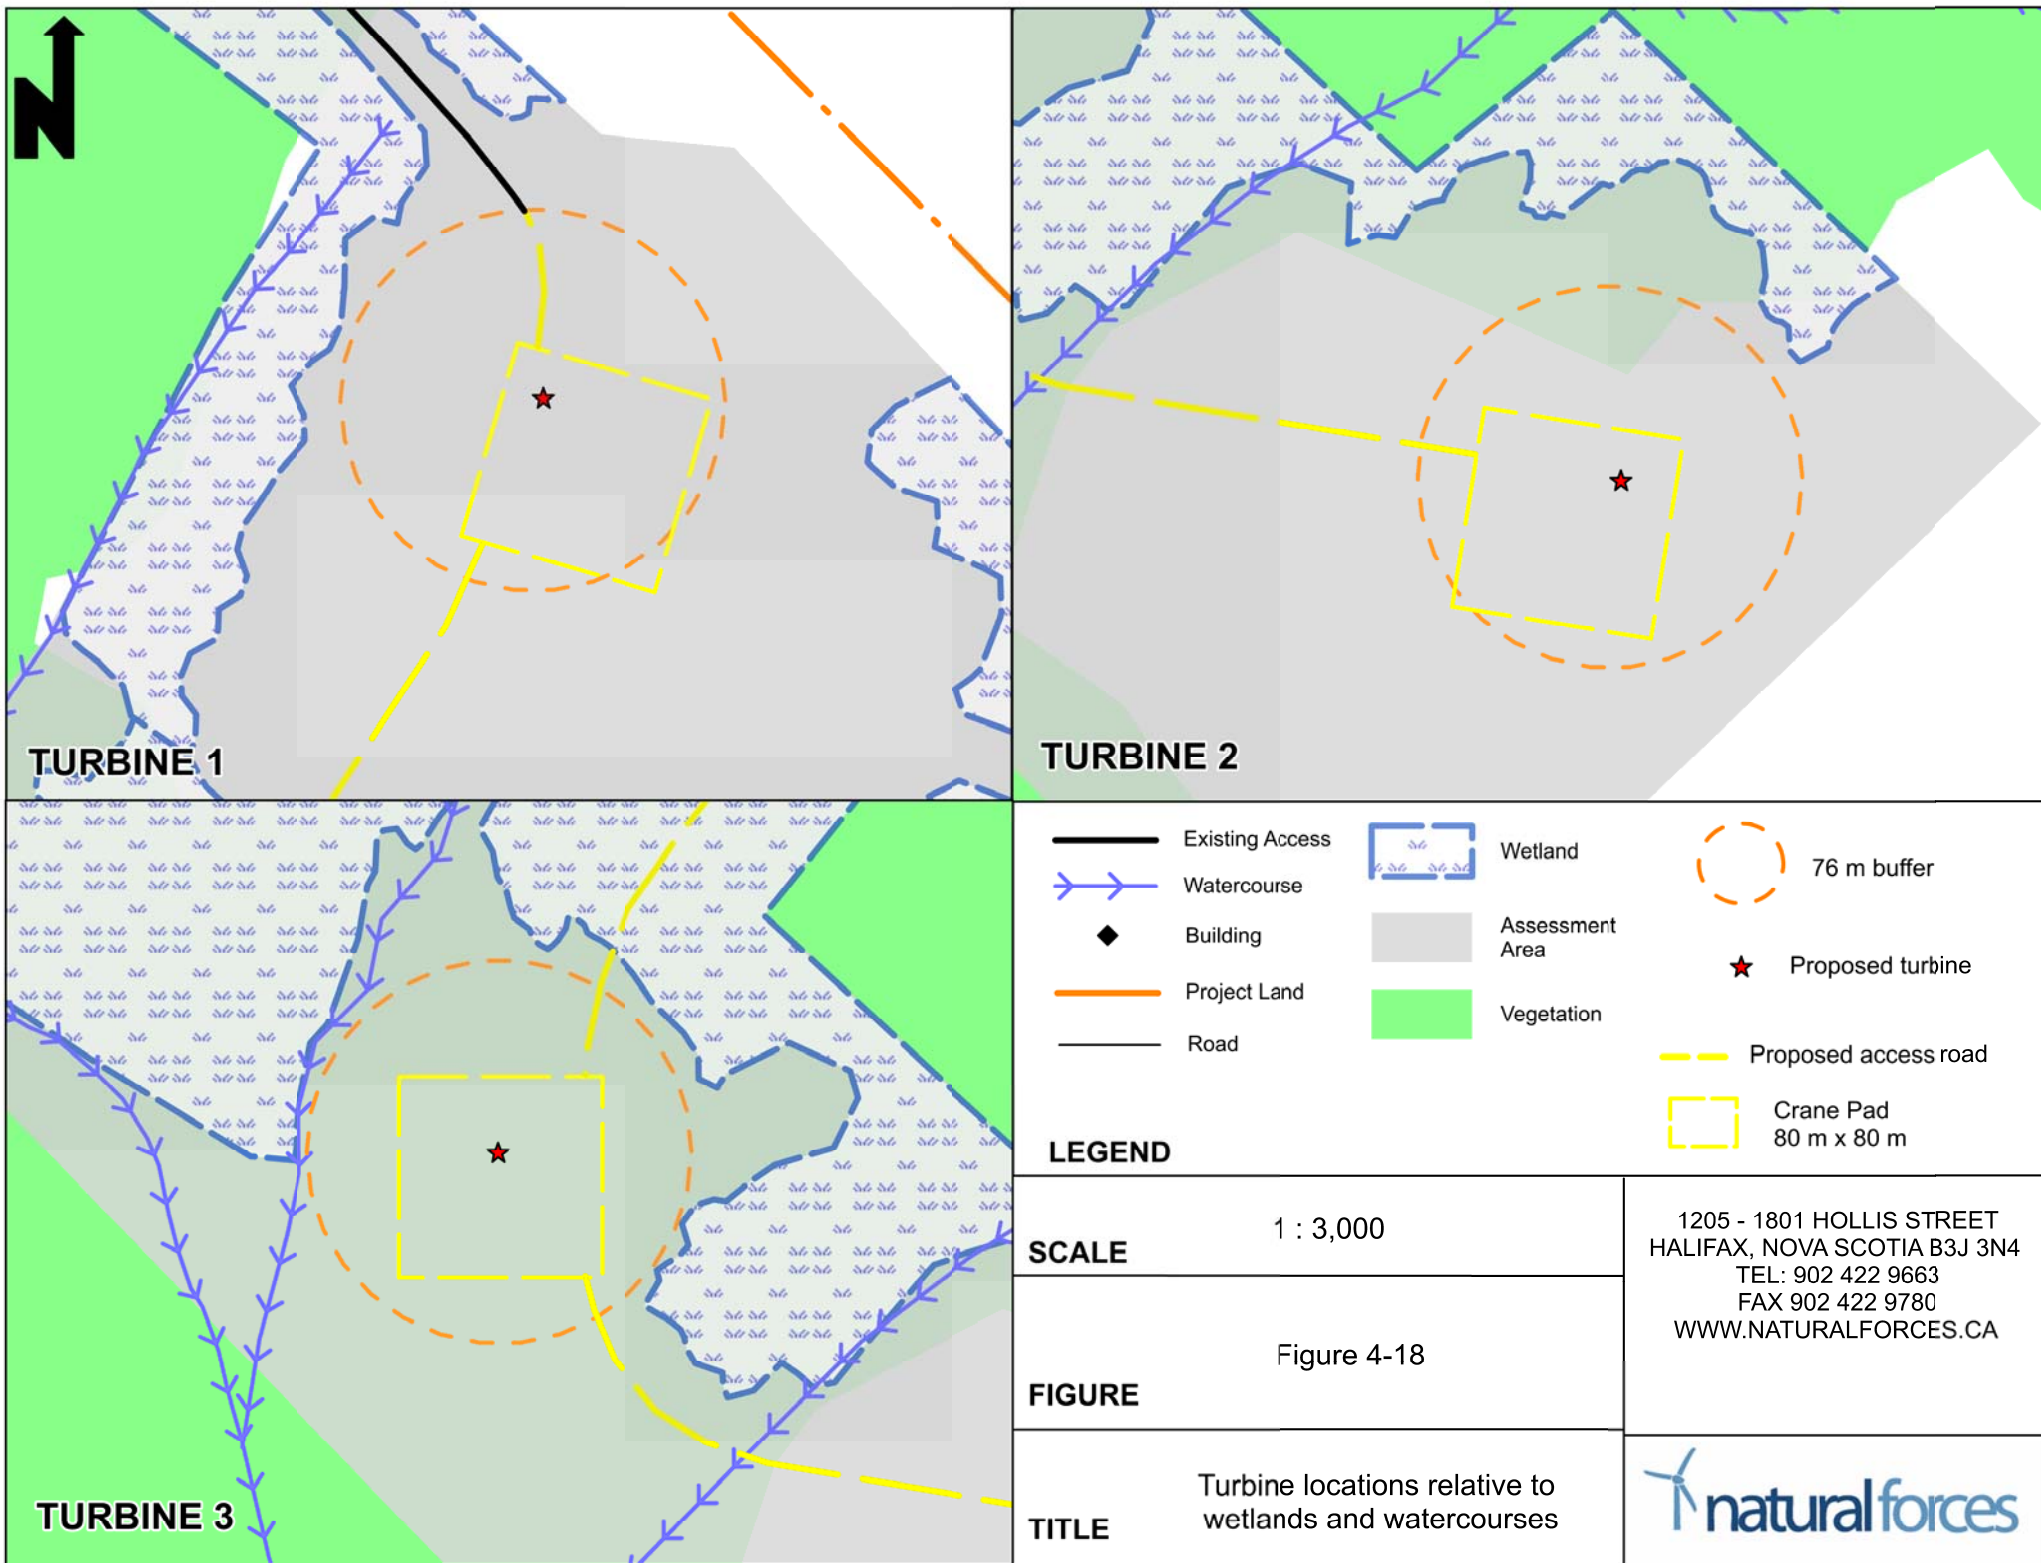 N
TURBINE 1
TURBINE 2
TURBINE 3
Existing Access
Watercourse
Building
Project Land
Road
Wetland
Assessment
Area
Vegetation
76 m buffer
Proposed turbine
Proposed access road
Crane Pad
80 m x 80 m
LEGEND
SCALE
1 : 3,000
FIGURE
Figure 4-18
TITLE
Turbine locations relative to
wetlands and watercourses
1205 - 1801 HOLLIS STREET
HALIFAX, NOVA SCOTIA B3J 3N4
TEL: 902 422 9663
FAX 902 422 9780
WWW.NATURALFORCES.CA
naturalforces